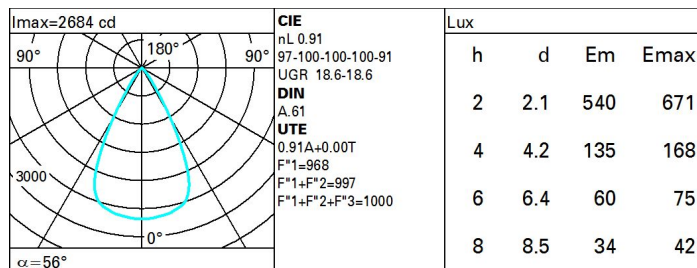 Imax=2684 cd
90°
180°
90°
3000
0°
α=56°
CIE
nL 0.91
97-100-100-100-91
UGR 18.6-18.6
DIN
A.61
UTE
0.91A+0.00T
F"1=968
F"1+F"2=997
F"1+F"2+F"3=1000
Lux
h d Em Emax
2 2.1 540 671
4 4.2 135 168
6 6.4 60 75
8 8.5 34 42